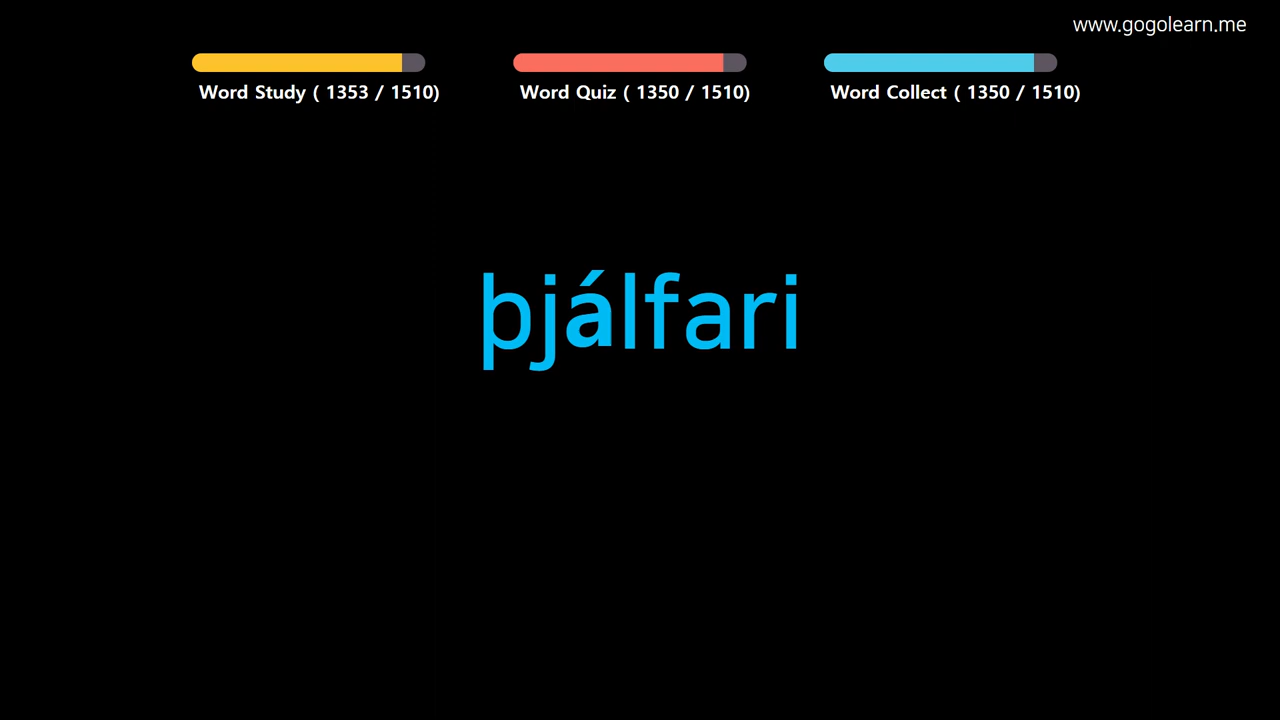 www.gogolearn.me
Word Study ( 1353 / 1510)
Word Quiz ( 1350 / 1510)
Word Collect ( 1350 / 1510)
þjálfari